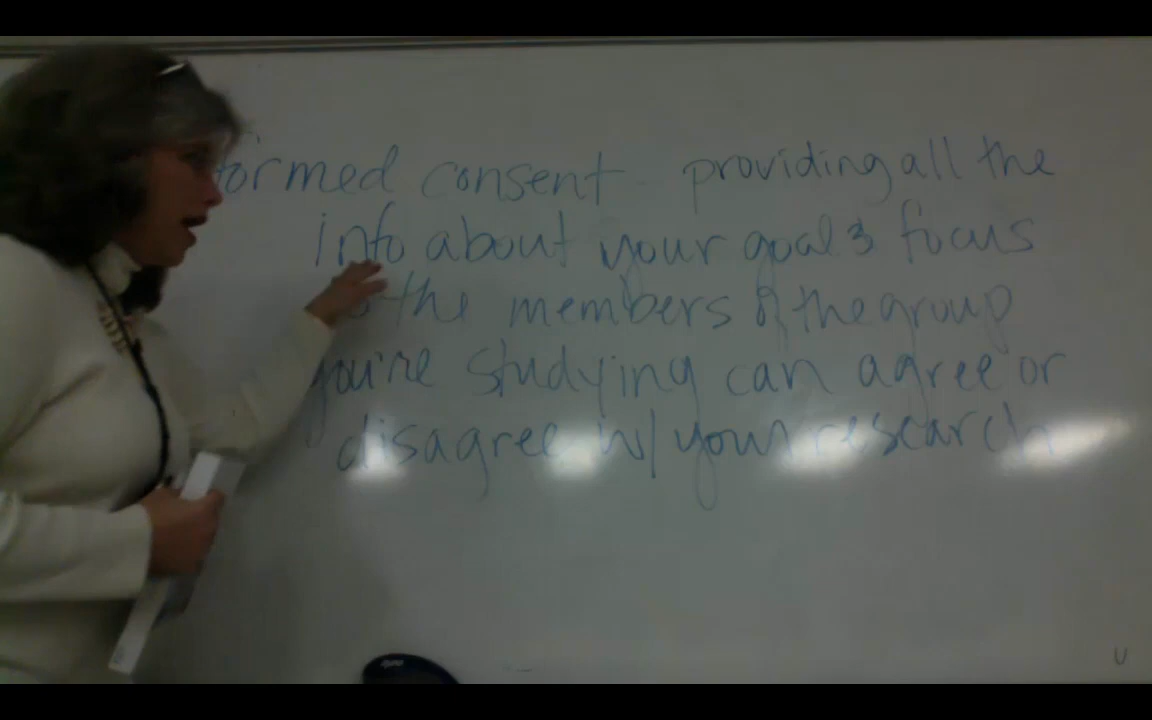 formed consent - providing all the
info about your goal & focus
the members of the group
you're studying can agree or
disagree w/ your research